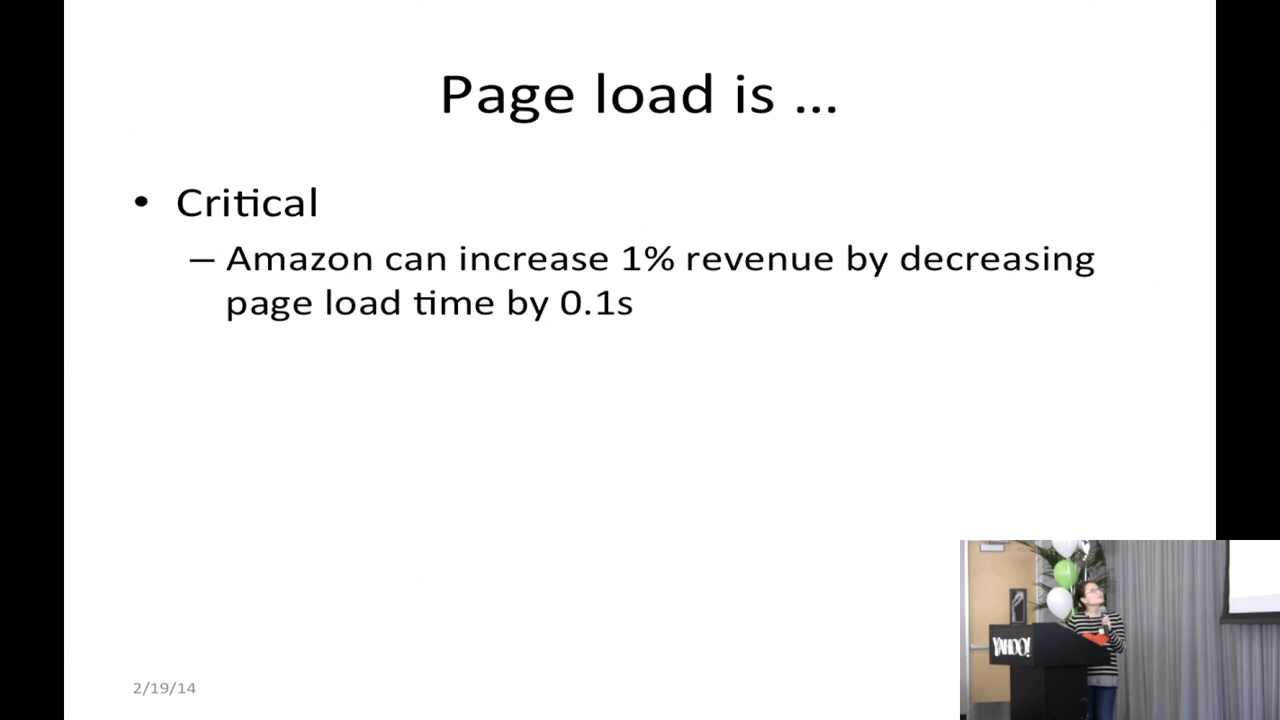 Page load is ...
• Critical
– Amazon can increase 1% revenue by decreasing
page load time by 0.1s
2/19/14
YAHOO!